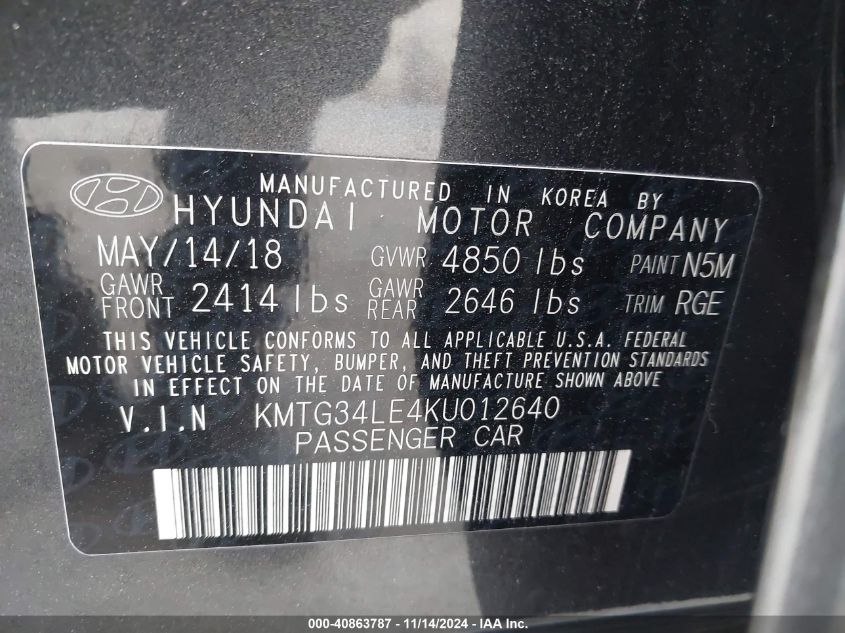 MANUFACTURED IN KOREA BY
HYUNDAI MOTOR COMPANY
MAY/14/18 GVWR 4850 lbs PAINT N5M
GAWR FRONT 2414 lbs GAWR REAR 2646 lbs TRIM RGE
THIS VEHICLE CONFORMS TO ALL APPLICABLE U.S.A. FEDERAL
MOTOR VEHICLE SAFETY, BUMPER, AND THEFT PREVENTION STANDARDS
IN EFFECT ON THE DATE OF MANUFACTURE SHOWN ABOVE
V.I.N KMTG34LE4KU012640
PASSENGER CAR
000-40863787 - 11/14/2024 - IAA Inc.